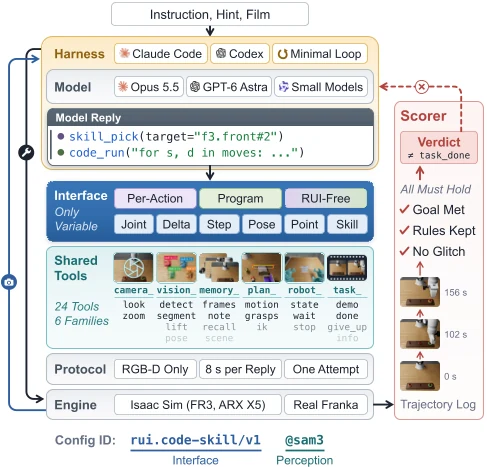 Instruction, Hint, Film
Harness
Claude Code
Codex
Minimal Loop
Model
Opus 5.5
GPT-6 Astra
Small Models
Model Reply
skill_pick(target="f3.front#2")
code_run("for s, d in moves: ...")
Interface
Only
Variable
Per-Action
Program
RUI-Free
Joint
Delta
Step
Pose
Point
Skill
Shared
Tools
24 Tools
6 Families
camera_
look
zoom
vision_
detect
segment
lift
pose
memory_
frames
note
recall
scene
plan_
motion
grasps
ik
robot_
state
wait
stop
task_
demo
done
give_up
info
Protocol
RGB-D Only
8 s per Reply
One Attempt
Engine
Isaac Sim (FR3, ARX X5)
Real Franka
Scorer
Verdict
≠ task_done
All Must Hold
Goal Met
Rules Kept
No Glitch
156 s
102 s
0 s
Trajectory Log
Config ID:
rui.code-skill/v1
@sam3
Interface
Perception